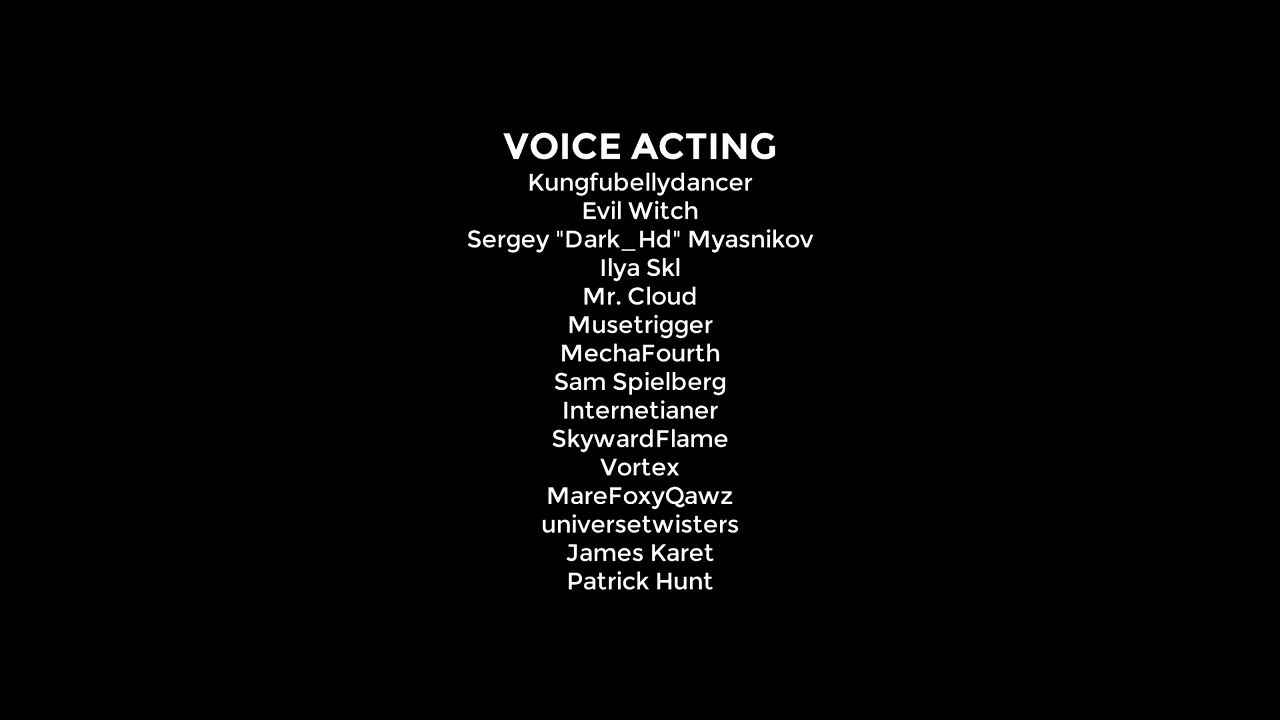 VOICE ACTING
Kungfubellydancer
Evil Witch
Sergey "Dark_Hd" Myasnikov
Ilya Skl
Mr. Cloud
Musetrigger
MechaFourth
Sam Spielberg
Internetianer
SkywardFlame
Vortex
MareFoxyQawz
universetwisters
James Karet
Patrick Hunt